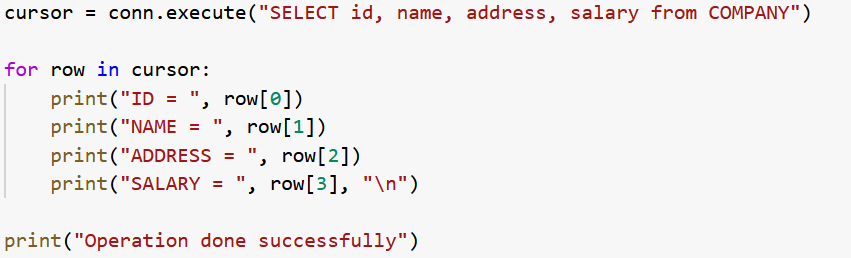 cursor = conn.execute("SELECT id, name, address, salary from COMPANY")
for row in cursor:
    print("ID = ", row[0])
    print("NAME = ", row[1])
    print("ADDRESS = ", row[2])
    print("SALARY = ", row[3], "\n")
print("Operation done successfully")